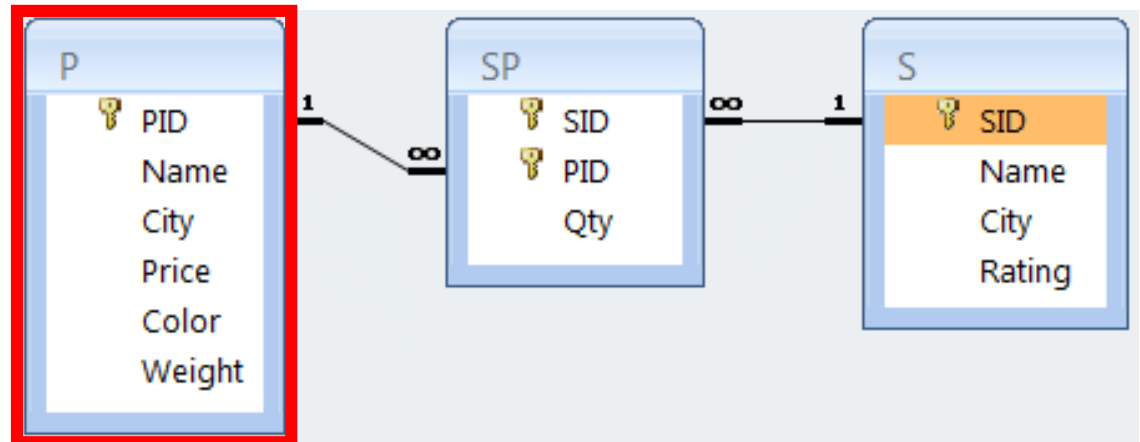 P
PID
Name
City
Price
Color
Weight
1
∞
SP
SID
PID
Qty
∞
1
S
SID
Name
City
Rating